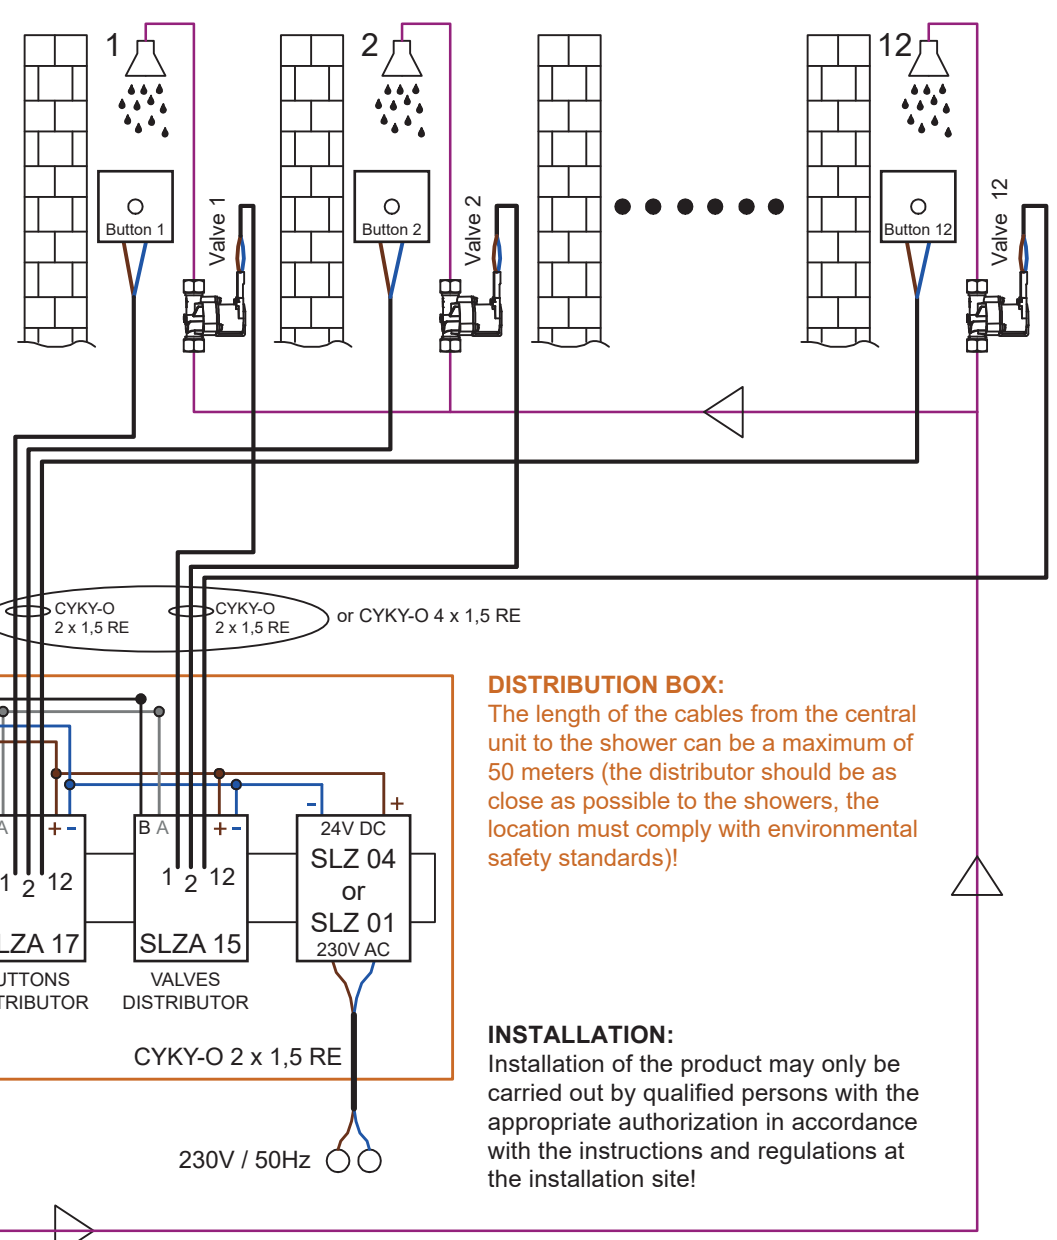 1
2
12
Button 1
Valve 1
Button 2
Valve 2
Button 12
Valve 12
CYKY-O
2 x 1,5 RE
CYKY-O
2 x 1,5 RE
or CYKY-O 4 x 1,5 RE
DISTRIBUTION BOX:
The length of the cables from the central
unit to the shower can be a maximum of
50 meters (the distributor should be as
close as possible to the showers, the
location must comply with environmental
safety standards)!
A
+ -
1 2 12
LZA 17
UTTONS
TRIBUTOR
B A
+ -
1 2 12
SLZA 15
VALVES
DISTRIBUTOR
- +
24V DC
SLZ 04
or
SLZ 01
230V AC
CYKY-O 2 x 1,5 RE
230V / 50Hz
INSTALLATION:
Installation of the product may only be
carried out by qualified persons with the
appropriate authorization in accordance
with the instructions and regulations at
the installation site!